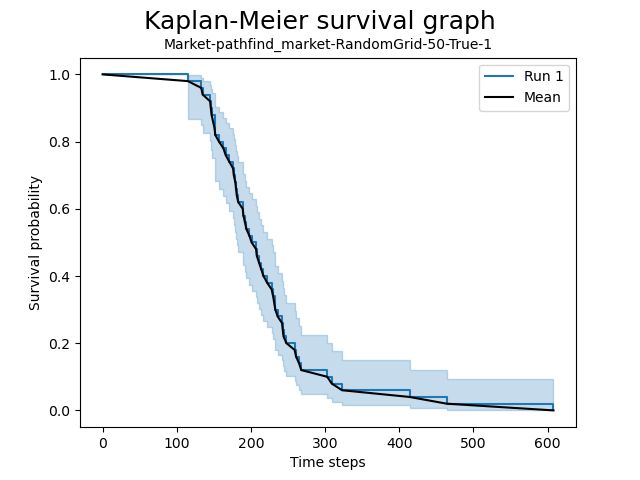 Kaplan-Meier survival graph
Market-pathfind_market-RandomGrid-50-True-1
Run 1
Mean
Survival probability
1.0
0.8
0.6
0.4
0.2
0.0
0 100 200 300 400 500 600
Time steps